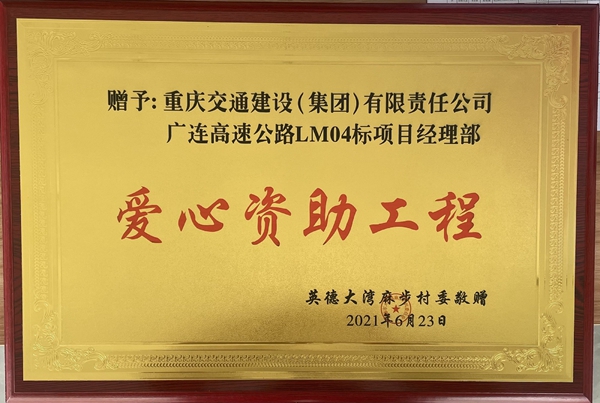 赠予:重庆交通建设(集团)有限责任公司
广连高速公路LM04标项目经理部
爱心资助工程
英德大湾麻步村委敬赠
2021年6月23日